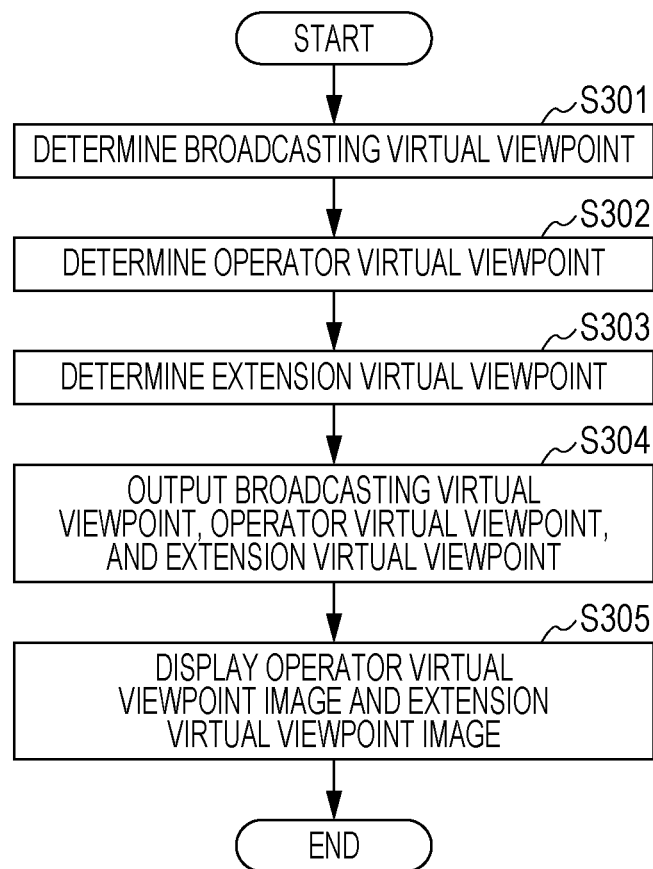 START
S301
DETERMINE BROADCASTING VIRTUAL VIEWPOINT
S302
DETERMINE OPERATOR VIRTUAL VIEWPOINT
S303
DETERMINE EXTENSION VIRTUAL VIEWPOINT
S304
OUTPUT BROADCASTING VIRTUAL
VIEWPOINT, OPERATOR VIRTUAL VIEWPOINT,
AND EXTENSION VIRTUAL VIEWPOINT
S305
DISPLAY OPERATOR VIRTUAL
VIEWPOINT IMAGE AND EXTENSION
VIRTUAL VIEWPOINT IMAGE
END